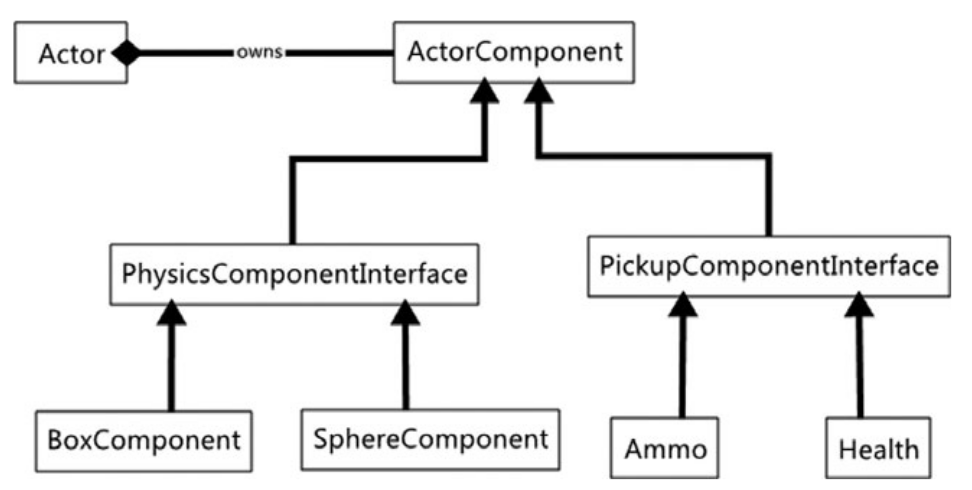 Actor
owns
ActorComponent
PhysicsComponentInterface
PickupComponentInterface
BoxComponent
SphereComponent
Ammo
Health